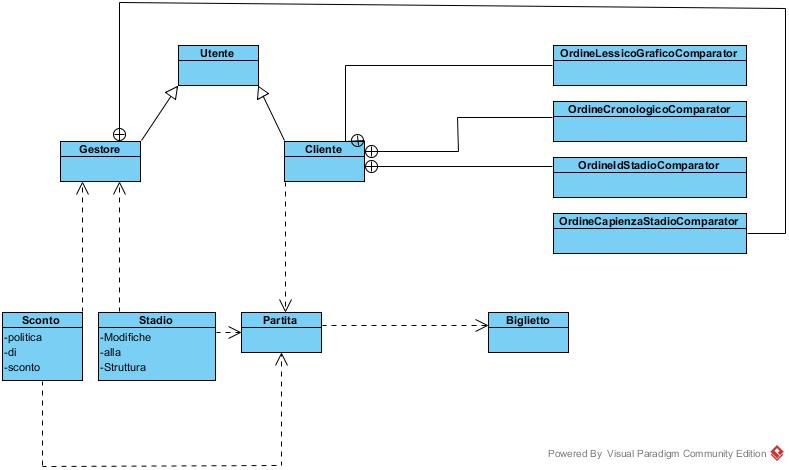 Utente
OrdineLessicoGraficoComparator
OrdineCronologicoComparator
Gestore
Cliente
OrdineIdStadioComparator
OrdineCapienzaStadioComparator
Sconto
-politica
-di
-sconto
Stadio
-Modifiche
-alla
-Struttura
Partita
Biglietto
Powered By Visual Paradigm Community Edition